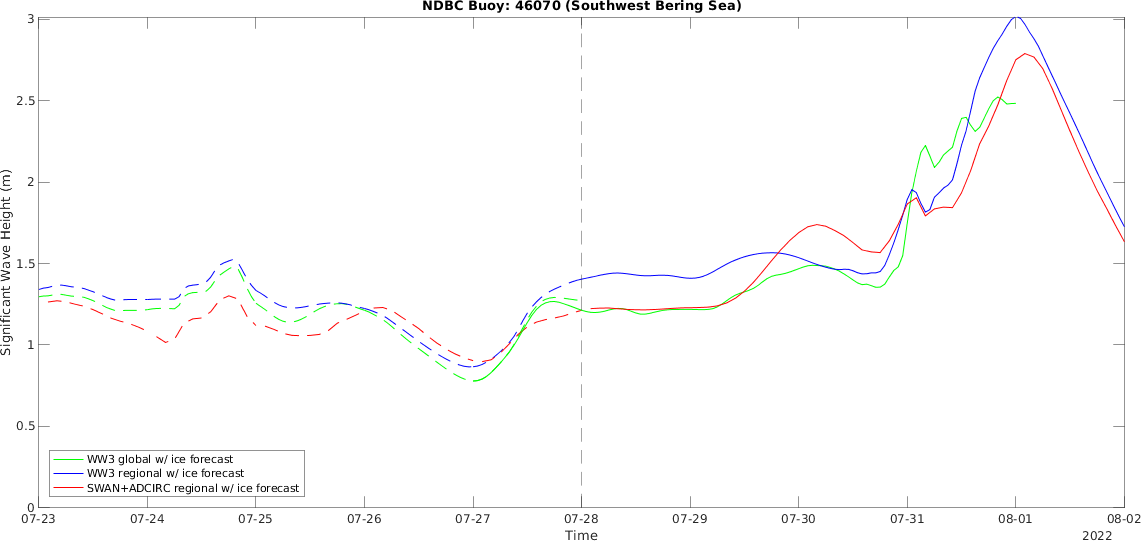 NDBC Buoy: 46070 (Southwest Bering Sea)
3
2.5
2
1.5
1
0.5
0
Significant Wave Height (m)
WW3 global w/ ice forecast
WW3 regional w/ ice forecast
SWAN+ADCIRC regional w/ ice forecast
07-23 07-24 07-25 07-26 07-27 07-28 07-29 07-30 07-31 08-01 08-02
Time
2022